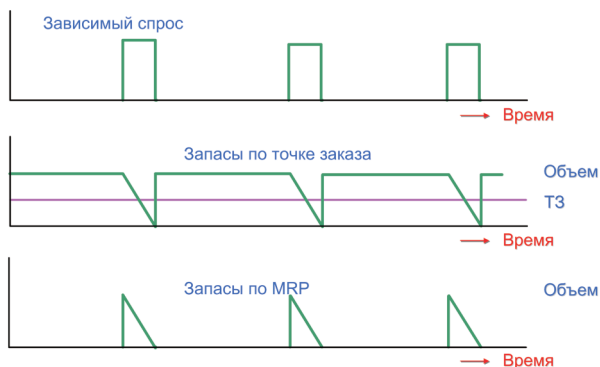 Зависимый спрос
Время
Запасы по точке заказа
Объем
ТЗ
Время
Запасы по MRP
Объем
Время